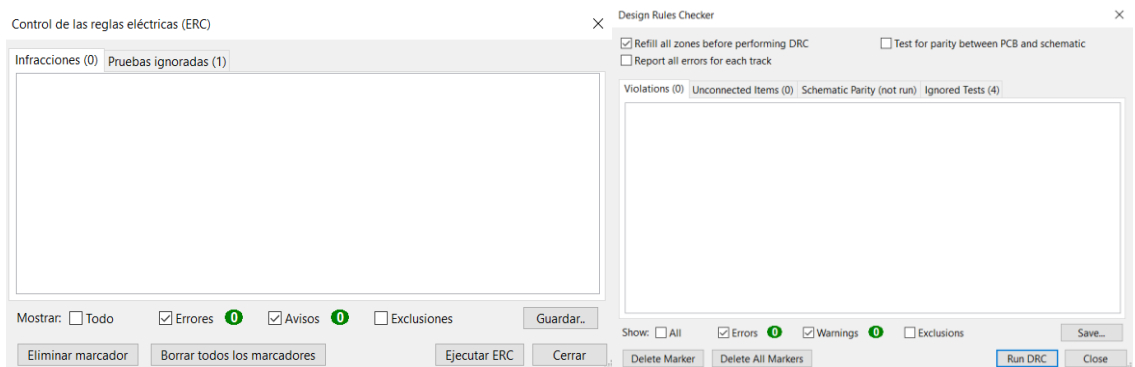 Control de las reglas eléctricas (ERC)
Infracciones (0) Pruebas ignoradas (1)
Mostrar: Todo Errores 0 Avisos 0 Exclusiones Guardar..
Eliminar marcador Borrar todos los marcadores Ejecutar ERC Cerrar
Design Rules Checker
Refill all zones before performing DRC Test for parity between PCB and schematic
Report all errors for each track
Violations (0) Unconnected Items (0) Schematic Parity (not run) Ignored Tests (4)
Show: All Errors 0 Warnings 0 Exclusions Save...
Delete Marker Delete All Markers Run DRC Close